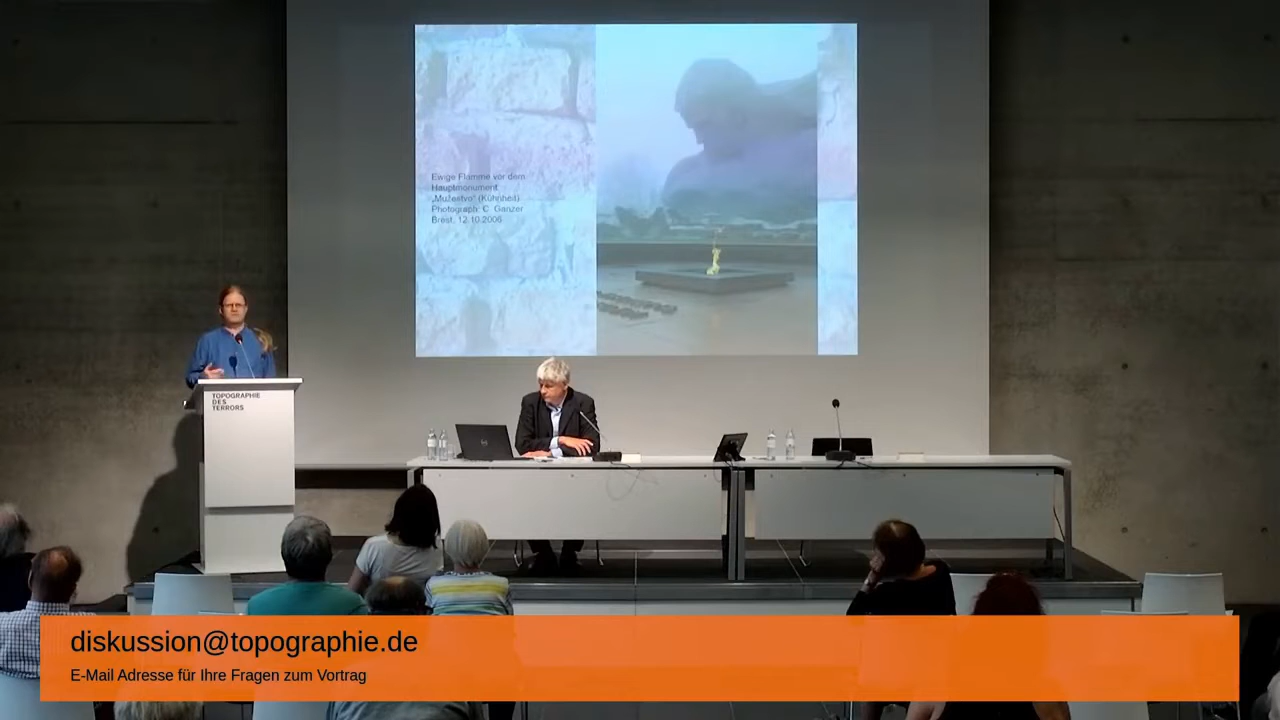 Ewige Flamme vor dem
Hauptmonument
„Mužestvo“ (Kühnheit)
Photograph: C. Ganzer
Brest, 12.10.2006
TOPOGRAPHIE
DES
TERRORS
diskussion@topographie.de
E-Mail Adresse für Ihre Fragen zum Vortrag